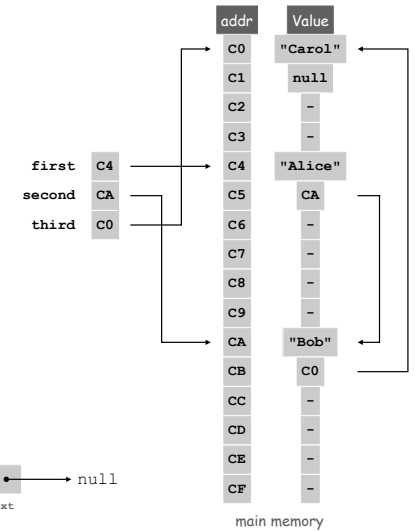 addr Value
C0 "Carol"
C1 null
C2 -
C3 -
first C4 C4 "Alice"
second CA C5 CA
third C0 C6 -
C7 -
C8 -
C9 -
CA "Bob"
CB C0
CC -
CD -
CE -
null
CF -
xt
main memory